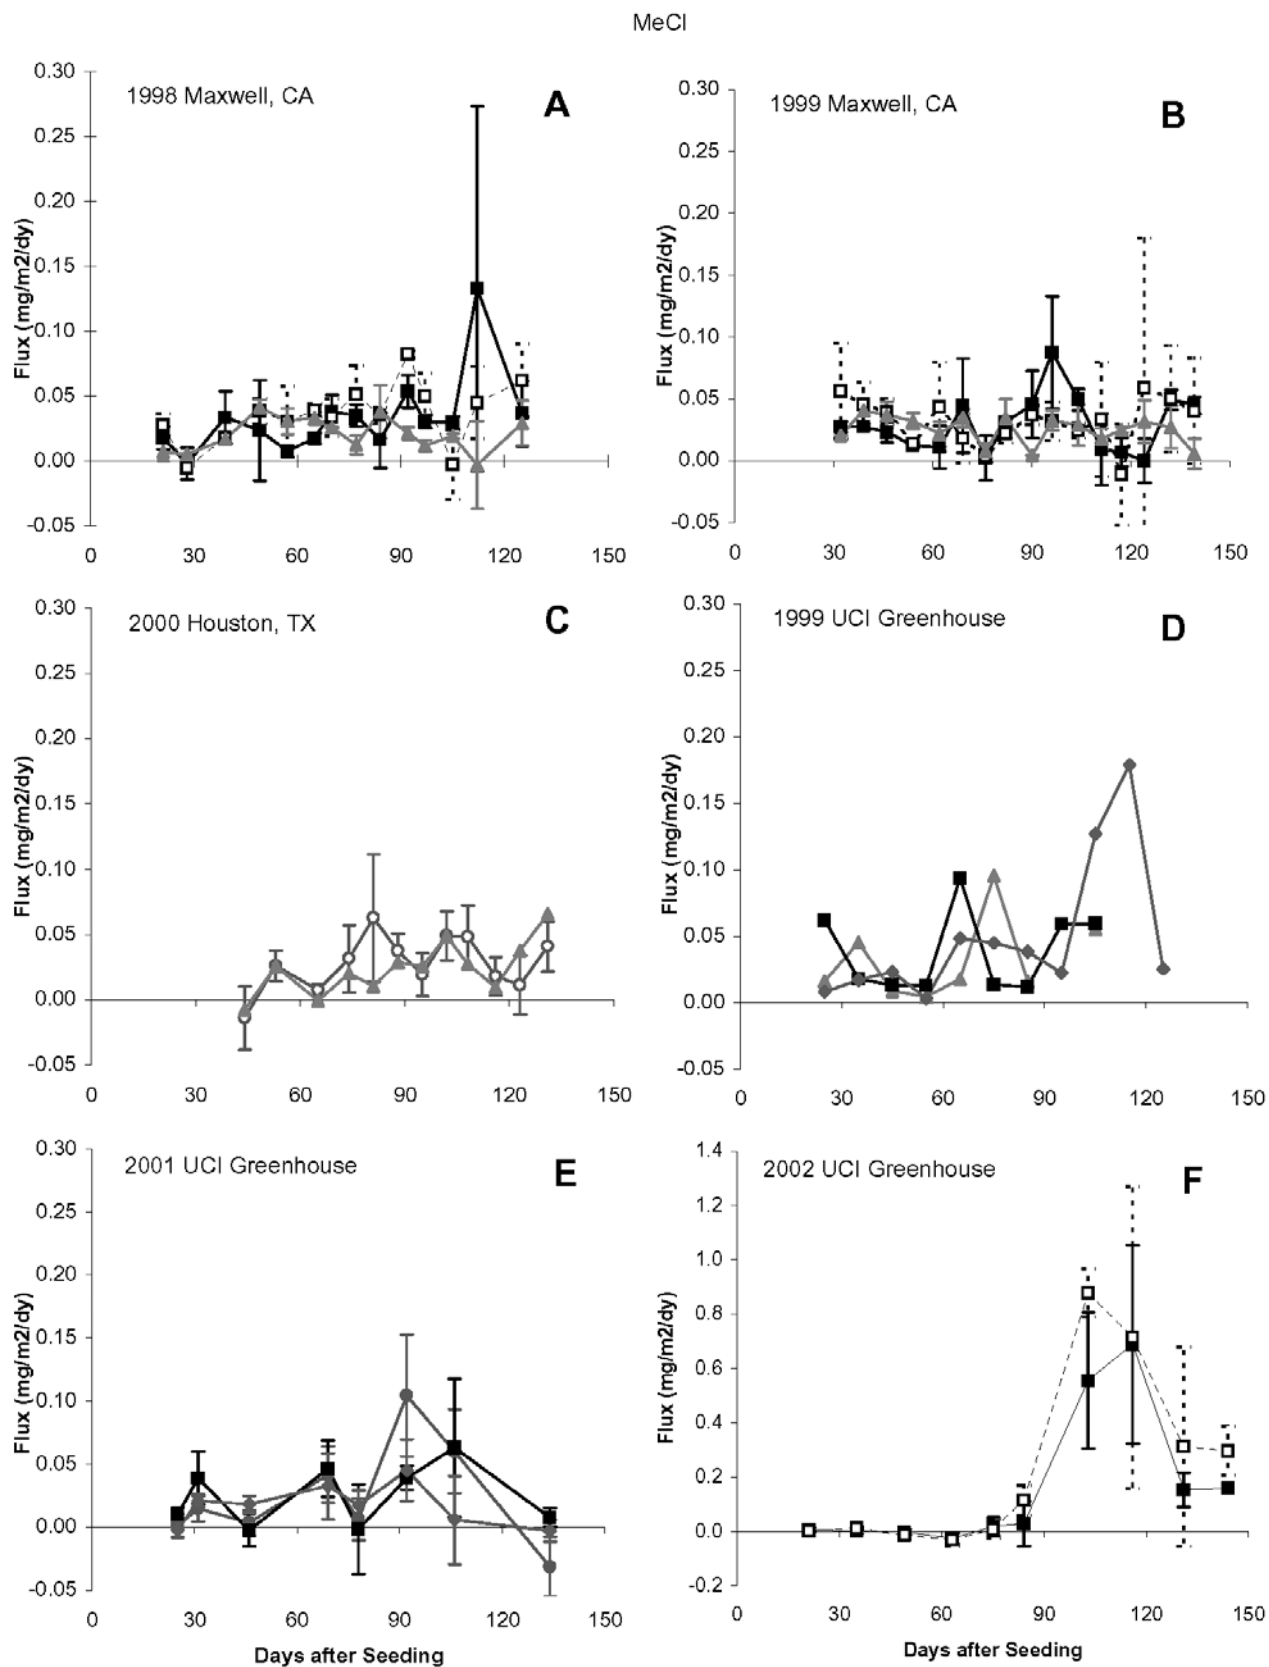 MeCl
1998 Maxwell, CA
A
Flux (mg/m2/dy)
0.30
0.25
0.20
0.15
0.10
0.05
0.00
-0.05
0 30 60 90 120 150
1999 Maxwell, CA
B
Flux (mg/m2/dy)
0.30
0.25
0.20
0.15
0.10
0.05
0.00
-0.05
0 30 60 90 120 150
2000 Houston, TX
C
Flux (mg/m2/dy)
0.30
0.25
0.20
0.15
0.10
0.05
0.00
-0.05
0 30 60 90 120 150
1999 UCI Greenhouse
D
Flux (mg/m2/dy)
0.30
0.25
0.20
0.15
0.10
0.05
0.00
-0.05
0 30 60 90 120 150
2001 UCI Greenhouse
E
Flux (mg/m2/dy)
0.30
0.25
0.20
0.15
0.10
0.05
0.00
-0.05
0 30 60 90 120 150
Days after Seeding
2002 UCI Greenhouse
F
Flux (mg/m2/dy)
1.4
1.2
1.0
0.8
0.6
0.4
0.2
0.0
-0.2
0 30 60 90 120 150
Days after Seeding